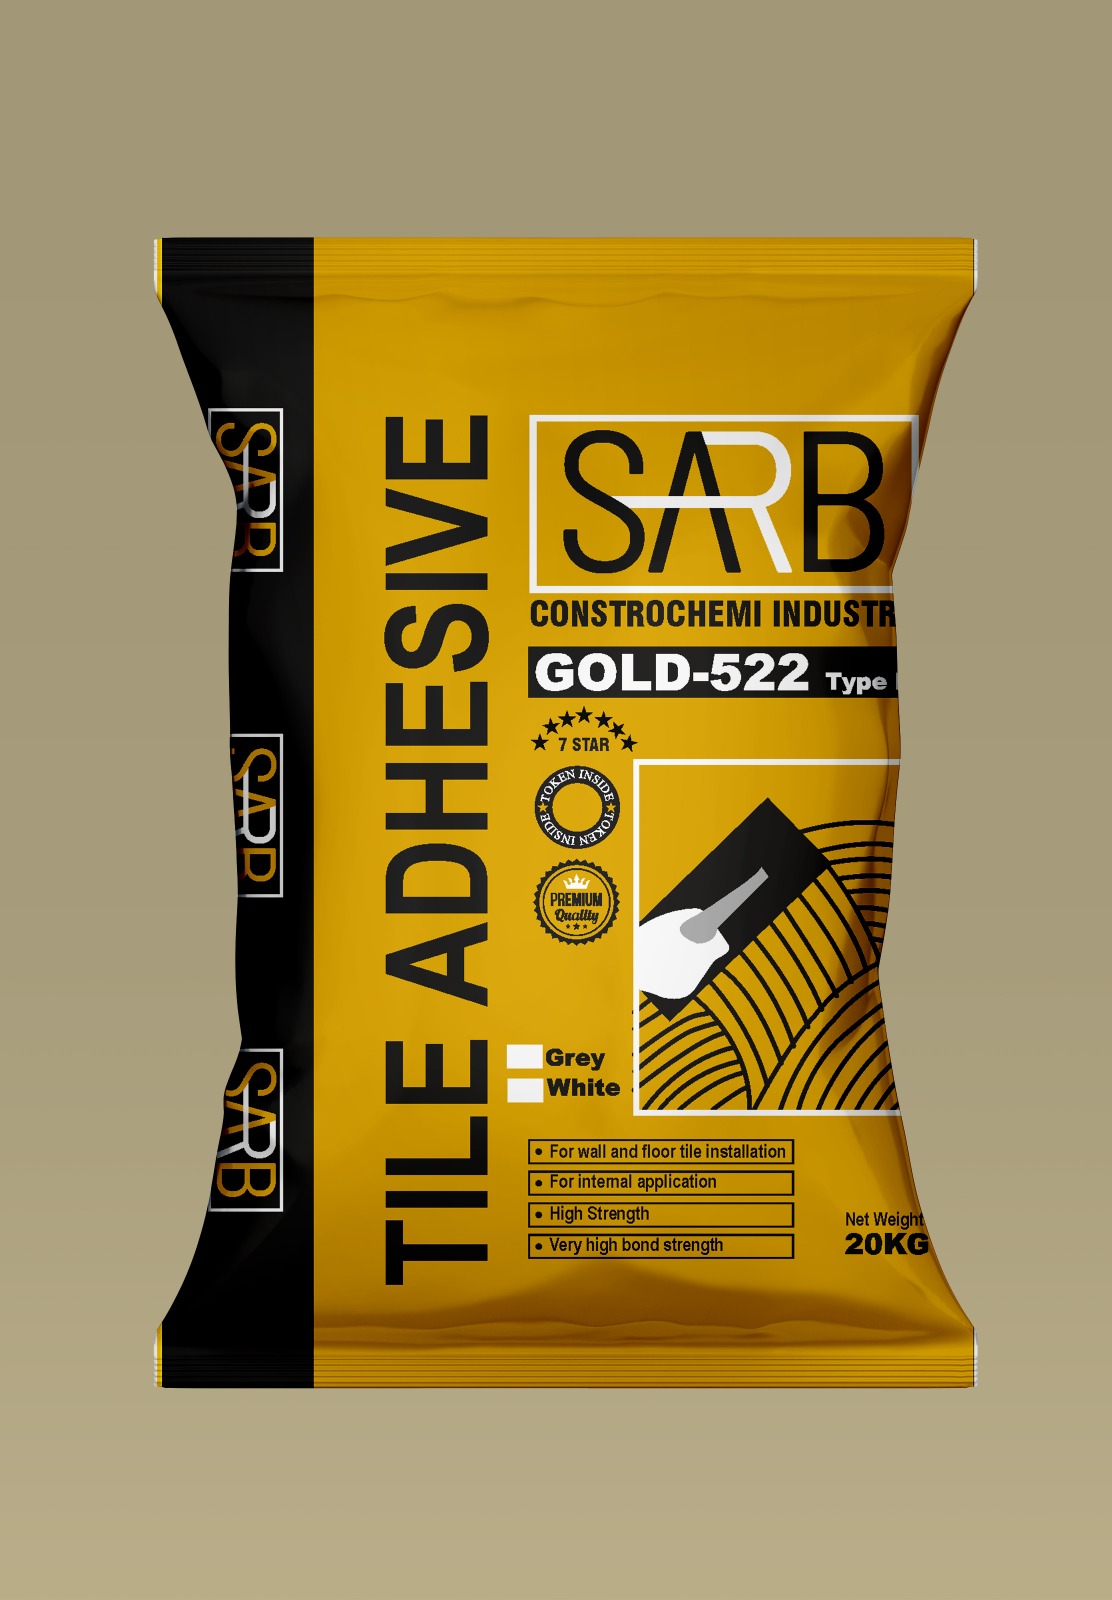 SARB
SARB
SARB
TILE ADHESIVE
SARB
CONSTROCHEMI
GOLD-522 Type
7 STAR
TOKEN INSIDE
TOKEN INSIDE
PREMIUM
Quality
Grey
White
• For wall and floor tile installation
• For internal application
• High Strength
• Very high bond strength
Net Weight
20KG